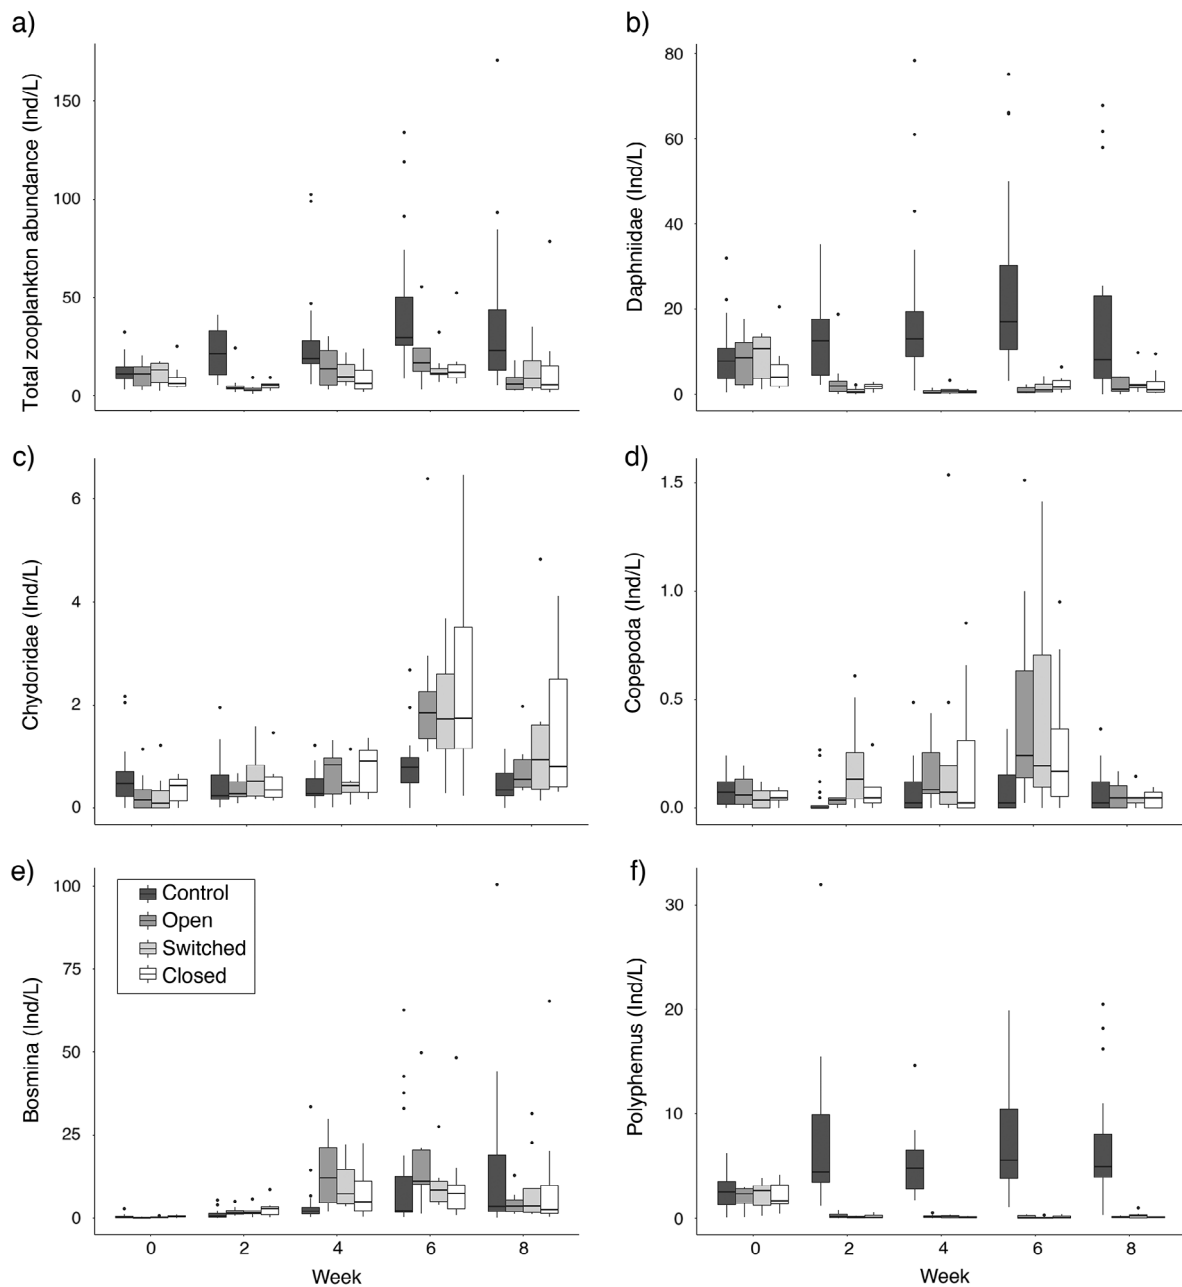 a)
Total zooplankton abundance (Ind/L)
150
100
50
0
b)
Daphniidae (Ind/L)
80
60
40
20
0
c)
Chydoridae (Ind/L)
6
4
2
0
d)
Copepoda (Ind/L)
1.5
1.0
0.5
0.0
e)
Bosmina (Ind/L)
100
75
50
25
0
Control
Open
Switched
Closed
0 2 4 6 8
Week
f)
Polyphemus (Ind/L)
30
20
10
0
0 2 4 6 8
Week